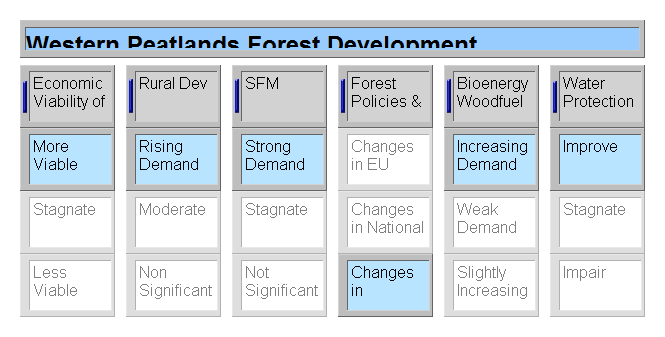 Western Peatlands Forest Development
Economic
Viability of
Rural Dev
SFM
Forest
Policies &
Bioenergy
Woodfuel
Water
Protection
More
Viable
Rising
Demand
Strong
Demand
Changes
in EU
Increasing
Demand
Improve
Stagnate
Moderate
Stagnate
Changes
in National
Weak
Demand
Stagnate
Less
Viable
Non
Significant
Not
Significant
Changes
in
Slightly
Increasing
Impair